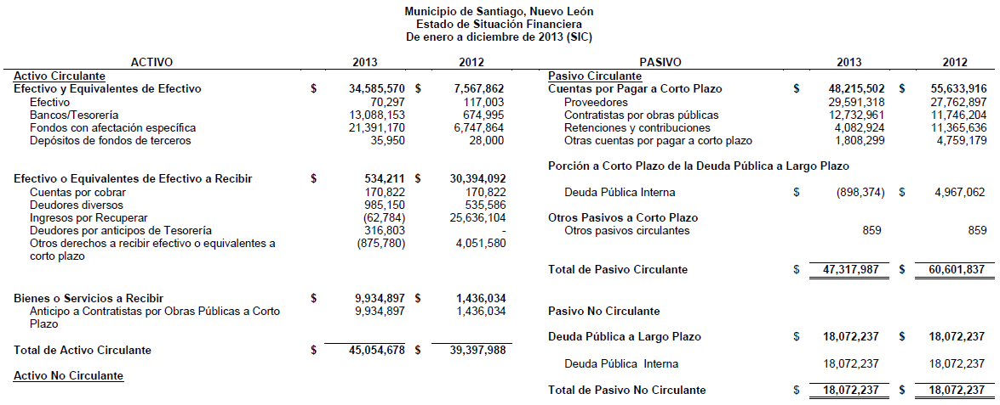 Municipio de Santiago, Nuevo León
Estado de Situación Financiera
De enero a diciembre de 2013 (SIC)
ACTIVO 2013 2012
Activo Circulante
Efectivo y Equivalentes de Efectivo $ 34,585,570 $ 7,567,862
Efectivo 70,297 117,003
Bancos/Tesorería 13,088,153 674,995
Fondos con afectación específica 21,391,170 6,747,864
Depósitos de fondos de terceros 35,950 28,000
Efectivo o Equivalentes de Efectivo a Recibir $ 534,211 $ 30,394,092
Cuentas por cobrar 170,822 170,822
Deudores diversos 985,150 535,586
Ingresos por Recuperar (62,784) 25,636,104
Deudores por anticipos de Tesorería 316,803 -
Otros derechos a recibir efectivo o equivalentes a (875,780) 4,051,580
corto plazo
Bienes o Servicios a Recibir $ 9,934,897 $ 1,436,034
Anticipo a Contratistas por Obras Públicas a Corto 9,934,897 1,436,034
Plazo
Total de Activo Circulante $ 45,054,678 $ 39,397,988
Activo No Circulante
PASIVO 2013 2012
Pasivo Circulante
Cuentas por Pagar a Corto Plazo $ 48,215,502 $ 55,633,916
Proveedores 29,591,318 27,762,897
Contratistas por obras públicas 12,732,961 11,746,204
Retenciones y contribuciones 4,082,924 11,365,636
Otras cuentas por pagar a corto plazo 1,808,299 4,759,179
Porción a Corto Plazo de la Deuda Pública a Largo Plazo
Deuda Pública Interna $ (898,374) $ 4,967,062
Otros Pasivos a Corto Plazo
Otros pasivos circulantes 859 859
Total de Pasivo Circulante $ 47,317,987 $ 60,601,837
Pasivo No Circulante
Deuda Pública a Largo Plazo $ 18,072,237 $ 18,072,237
Deuda Pública Interna 18,072,237 18,072,237
Total de Pasivo No Circulante $ 18,072,237 $ 18,072,237